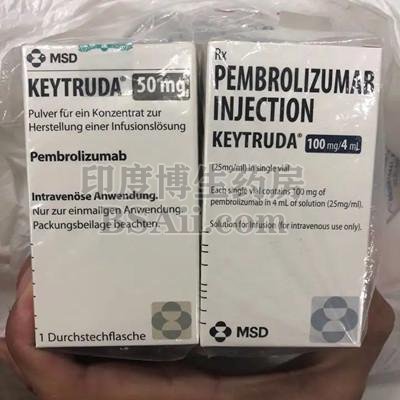 MSD
KEYTRUDA® 50 mg
Pulver für ein Konzentrat zur
Herstellung einer Infusionslösung
Pembrolizumab
Intravenöse Anwendung.
Nur zur einmaligen Anwendung.
Packungsbeilage beachten.
1 Durchstechflasche
Rx
PEMBROLIZUMAB
INJECTION
KEYTRUDA® 100 mg/4 mL
(25mg/ml) in single vial
Each single vial contains 100 mg of
pembrolizumab in 4 mL of solution (25mg/ml).
Solution for Infusion (for intravenous use only).
MSD
印度博生药房
BSAii.com